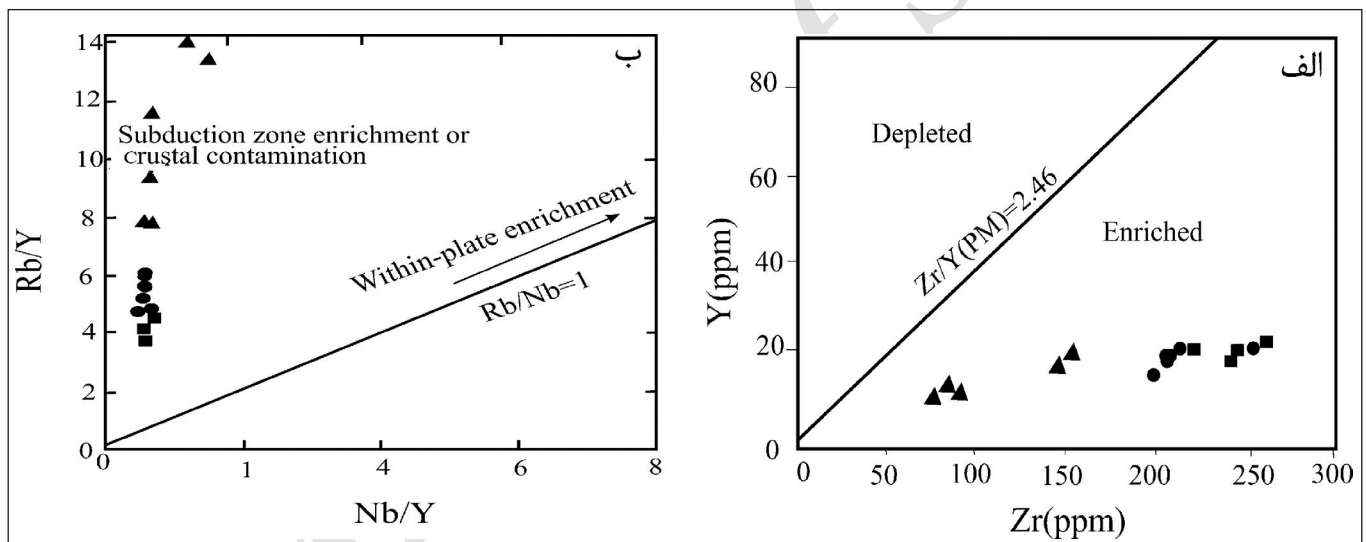 ب
14
12
10
8
6
4
2
0
Rb/Y
Subduction zone enrichment or
crustal contamination
Within-plate enrichment
Rb/Nb=1
0 1 4 6 8
Nb/Y
الف
80
60
40
20
0
Y(ppm)
Depleted
Zr/Y(PM)=2.46
Enriched
0 50 100 150 200 250 300
Zr(ppm)